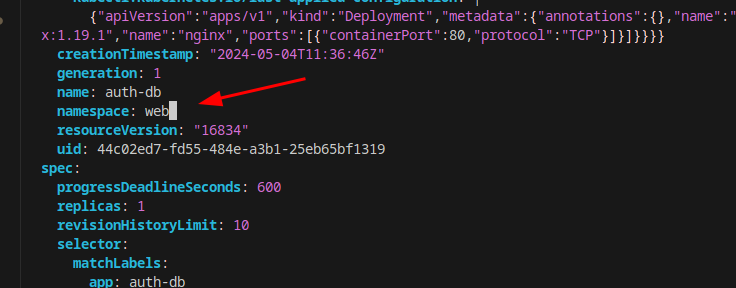 {"apiVersion":"apps/v1","kind":"Deployment","metadata":{"annotations":{},"name":"
x:1.19.1","name":"nginx","ports":[{"containerPort":80,"protocol":"TCP"}]}]}}}}
creationTimestamp: "2024-05-04T11:36:46Z"
generation: 1
name: auth-db
namespace: web
resourceVersion: "16834"
uid: 44c02ed7-fd55-484e-a3b1-25eb65bf1319
spec:
progressDeadlineSeconds: 600
replicas: 1
revisionHistoryLimit: 10
selector:
matchLabels:
app: auth-db